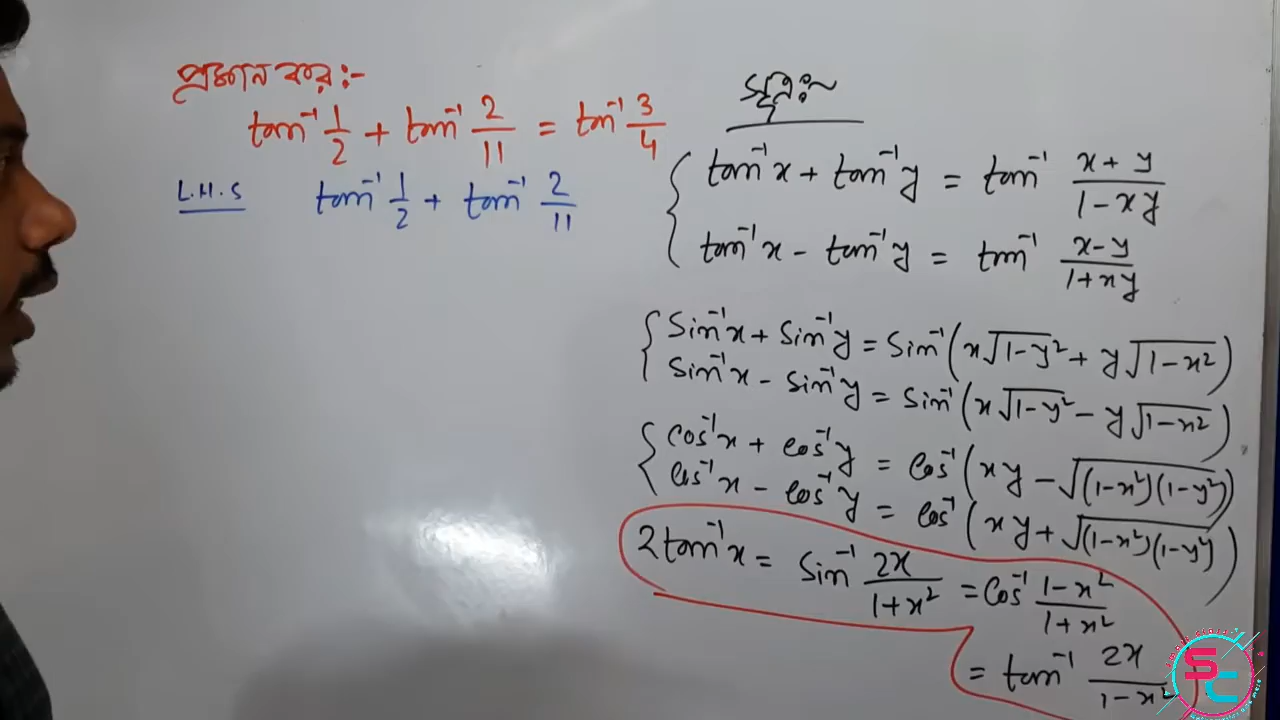 প্রমাণ কর :-
tan⁻¹ 1/2 + tan⁻¹ 2/11 = tan⁻¹ 3/4
L.H.S tan⁻¹ 1/2 + tan⁻¹ 2/11
সূত্র :~
tan⁻¹x + tan⁻¹y = tan⁻¹ (x+y)/(1-xy)
tan⁻¹x - tan⁻¹y = tan⁻¹ (x-y)/(1+xy)
Sin⁻¹x + Sin⁻¹y = Sin⁻¹(x√(1-y²) + y√(1-x²))
Sin⁻¹x - Sin⁻¹y = Sin⁻¹(x√(1-y²) - y√(1-x²))
Cos⁻¹x + Cos⁻¹y = Cos⁻¹(xy - √((1-x²)(1-y²)))
Cos⁻¹x - Cos⁻¹y = Cos⁻¹(xy + √((1-x²)(1-y²)))
2tan⁻¹x = Sin⁻¹ 2x/(1+x²) = Cos⁻¹ (1-x²)/(1+x²)
= tan⁻¹ 2x/(1-x²)
SC